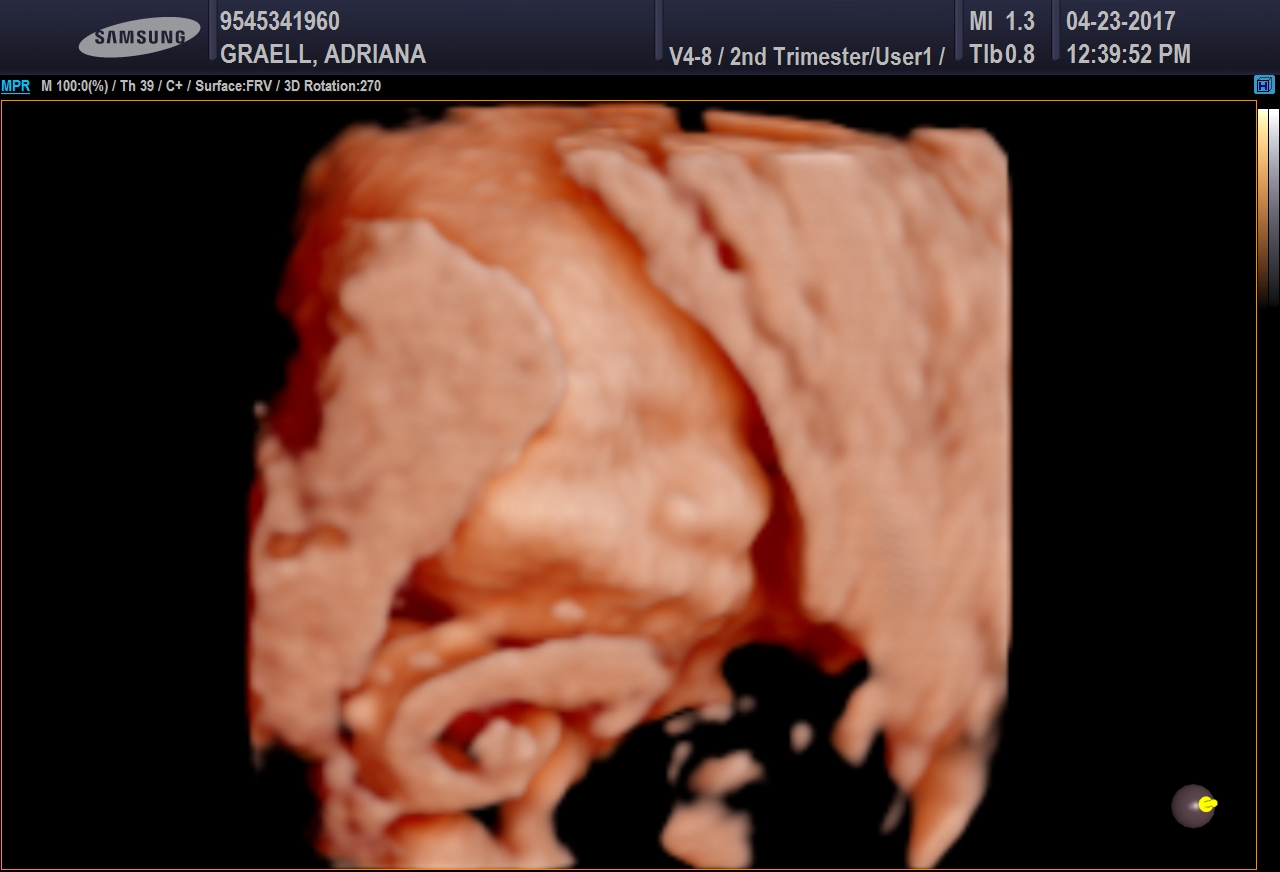 SAMSUNG
9545341960
GRAELL, ADRIANA
V4-8 / 2nd Trimester/User1 /
MI 1.3
TIb 0.8
04-23-2017
12:39:52 PM
MPR M 100:0(%) / Th 39 / C+ / Surface:FRV / 3D Rotation:270
H